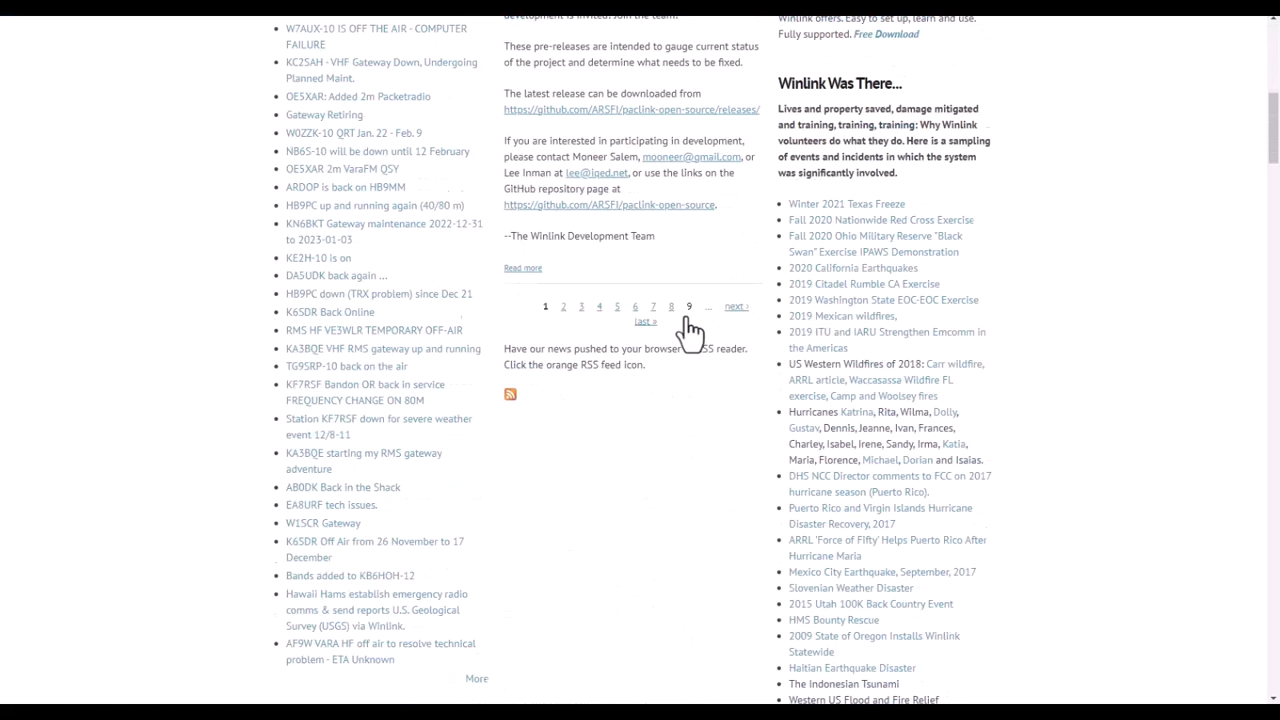 W7AUX-10 IS OFF THE AIR - COMPUTER
FAILURE
KC2SAH - VHF Gateway Down, Undergoing
Planned Maint.
OE5XAR: Added 2m Packetradio
Gateway Retiring
W0ZZK-10 QRT Jan. 22 - Feb. 9
NB6S-10 will be down until 12 February
OE5XAR 2m VaraFM QSY
ARDOP is back on HB9MM
HB9PC up and running again (40/80 m)
KN6BKT Gateway maintenance 2022-12-31
to 2023-01-03
KE2H-10 is on
DA5UDK back again ...
HB9PC down (TRX problem) since Dec 21
K6SDR Back Online
RMS HF VE3WLR TEMPORARY OFF-AIR
KA3BQE VHF RMS gateway up and running
TG9SRP-10 back on the air
KF7RSF Bandon OR back in service
FREQUENCY CHANGE ON 80M
Station KF7RSF down for severe weather
event 12/8-11
KA3BQE starting my RMS gateway
adventure
AB0DK Back in the Shack
EA8URF tech issues.
W1SCR Gateway
K6SDR Off Air from 26 November to 17
December
Bands added to KB6HOH-12
Hawaii Hams establish emergency radio
comms & send reports U.S. Geological
Survey (USGS) via Winlink.
AF9W VARA HF off air to resolve technical
problem - ETA Unknown
More
development is invited! Join the team!
These pre-releases are intended to gauge current status
of the project and determine what needs to be fixed.
The latest release can be downloaded from
https://github.com/ARSFI/paclink-open-source/releases/
If you are interested in participating in development,
please contact Moneer Salem, mooneer@gmail.com, or
Lee Inman at lee@iqed.net, or use the links on the
GitHub repository page at
https://github.com/ARSFI/paclink-open-source.
--The Winlink Development Team
Read more
1 2 3 4 5 6 7 8 9 ... next ›
last »
Have our news pushed to your browser RSS reader.
Click the orange RSS feed icon.
Winlink offers. Easy to set up, learn and use.
Fully supported. Free Download
Winlink Was There...
Lives and property saved, damage mitigated
and training, training, training: Why Winlink
volunteers do what they do. Here is a sampling
of events and incidents in which the system
was significantly involved.
Winter 2021 Texas Freeze
Fall 2020 Nationwide Red Cross Exercise
Fall 2020 Ohio Military Reserve "Black
Swan" Exercise IPAWS Demonstration
2020 California Earthquakes
2019 Citadel Rumble CA Exercise
2019 Washington State EOC-EOC Exercise
2019 Mexican wildfires,
2019 ITU and IARU Strengthen Emcomm in
the Americas
US Western Wildfires of 2018: Carr wildfire,
ARRL article, Waccasassa Wildfire FL
exercise, Camp and Woolsey fires
Hurricanes Katrina, Rita, Wilma, Dolly,
Gustav, Dennis, Jeanne, Ivan, Frances,
Charley, Isabel, Irene, Sandy, Irma, Katia,
Maria, Florence, Michael, Dorian and Isaias.
DHS NCC Director comments to FCC on 2017
hurricane season (Puerto Rico).
Puerto Rico and Virgin Islands Hurricane
Disaster Recovery, 2017
ARRL 'Force of Fifty' Helps Puerto Rico After
Hurricane Maria
Mexico City Earthquake, September, 2017
Slovenian Weather Disaster
2015 Utah 100K Back Country Event
HMS Bounty Rescue
2009 State of Oregon Installs Winlink
Statewide
Haitian Earthquake Disaster
The Indonesian Tsunami
Western US Flood and Fire Relief